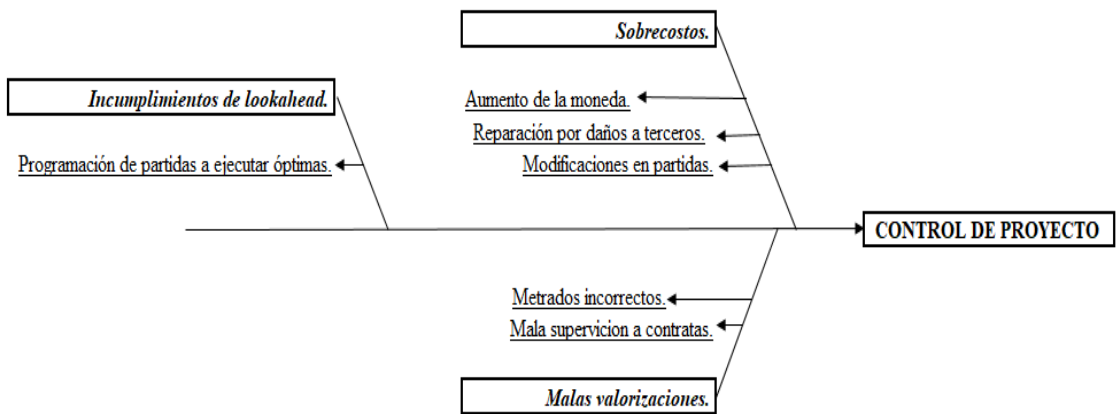 Sobrecostos.
Incumplimientos de lookahead.
Aumento de la moneda.
Reparación por daños a terceros.
Programación de partidas a ejecutar óptimas.
Modificaciones en partidas.
CONTROL DE PROYECTO
Metrados incorrectos.
Mala supervicion a contratas.
Malas valorizaciones.